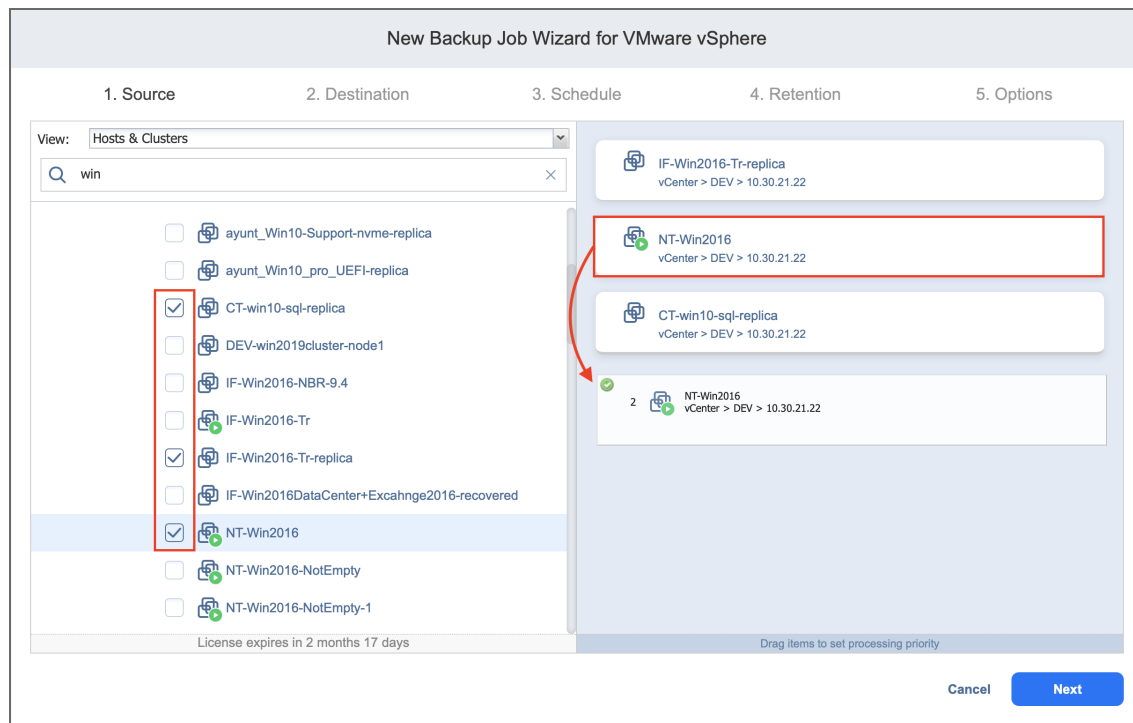 New Backup Job Wizard for VMware vSphere
1. Source
2. Destination
3. Schedule
4. Retention
5. Options
View:
Hosts & Clusters
win
ayunt_Win10-Support-nvme-replica
ayunt_Win10_pro_UEFI-replica
CT-win10-sql-replica
DEV-win2019cluster-node1
IF-Win2016-NBR-9.4
IF-Win2016-Tr
IF-Win2016-Tr-replica
IF-Win2016DataCenter+Excahnge2016-recovered
NT-Win2016
NT-Win2016-NotEmpty
NT-Win2016-NotEmpty-1
License expires in 2 months 17 days
IF-Win2016-Tr-replica
vCenter > DEV > 10.30.21.22
NT-Win2016
vCenter > DEV > 10.30.21.22
CT-win10-sql-replica
vCenter > DEV > 10.30.21.22
2
NT-Win2016
vCenter > DEV > 10.30.21.22
Drag items to set processing priority
Cancel
Next